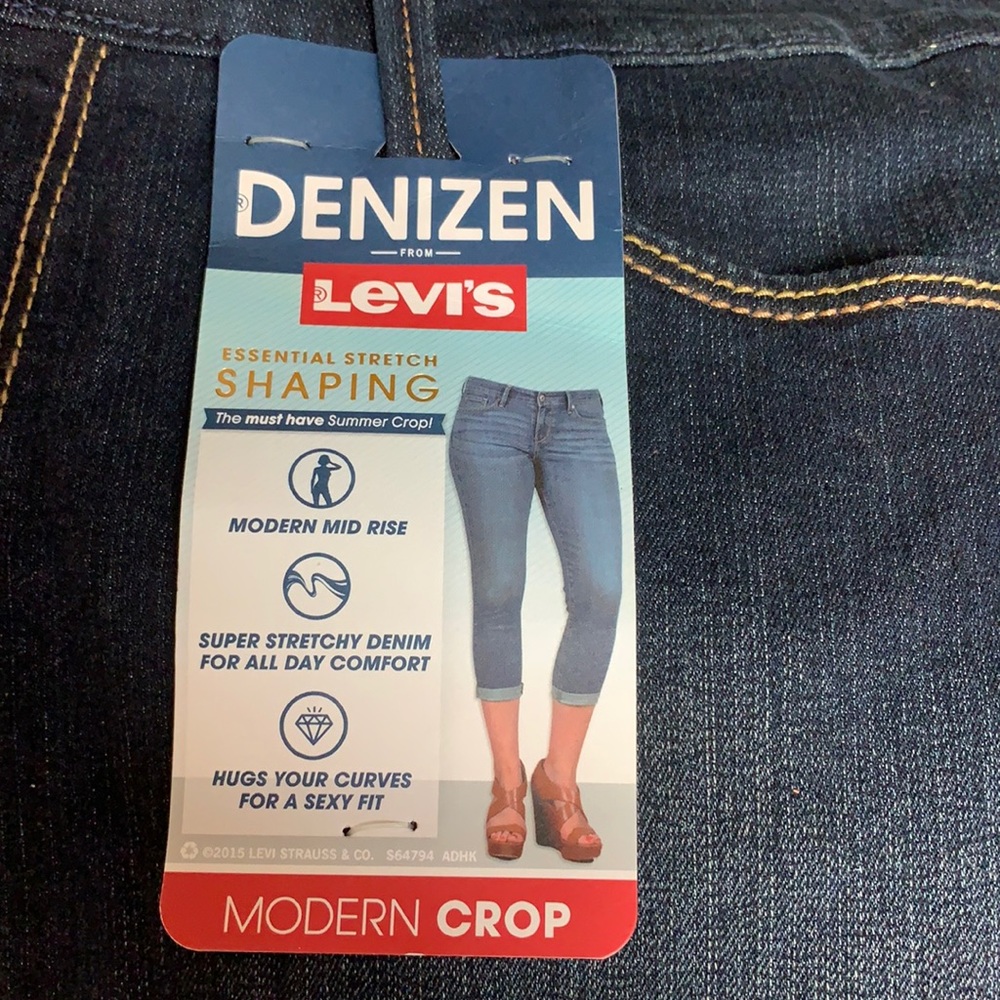 ®DENIZEN
FROM
®Levi's
ESSENTIAL STRETCH
SHAPING
The must have Summer Crop!
MODERN MID RISE
SUPER STRETCHY DENIM
FOR ALL DAY COMFORT
HUGS YOUR CURVES
FOR A SEXY FIT
©2015 LEVI STRAUSS & CO. S64794 ADHK
MODERN CROP